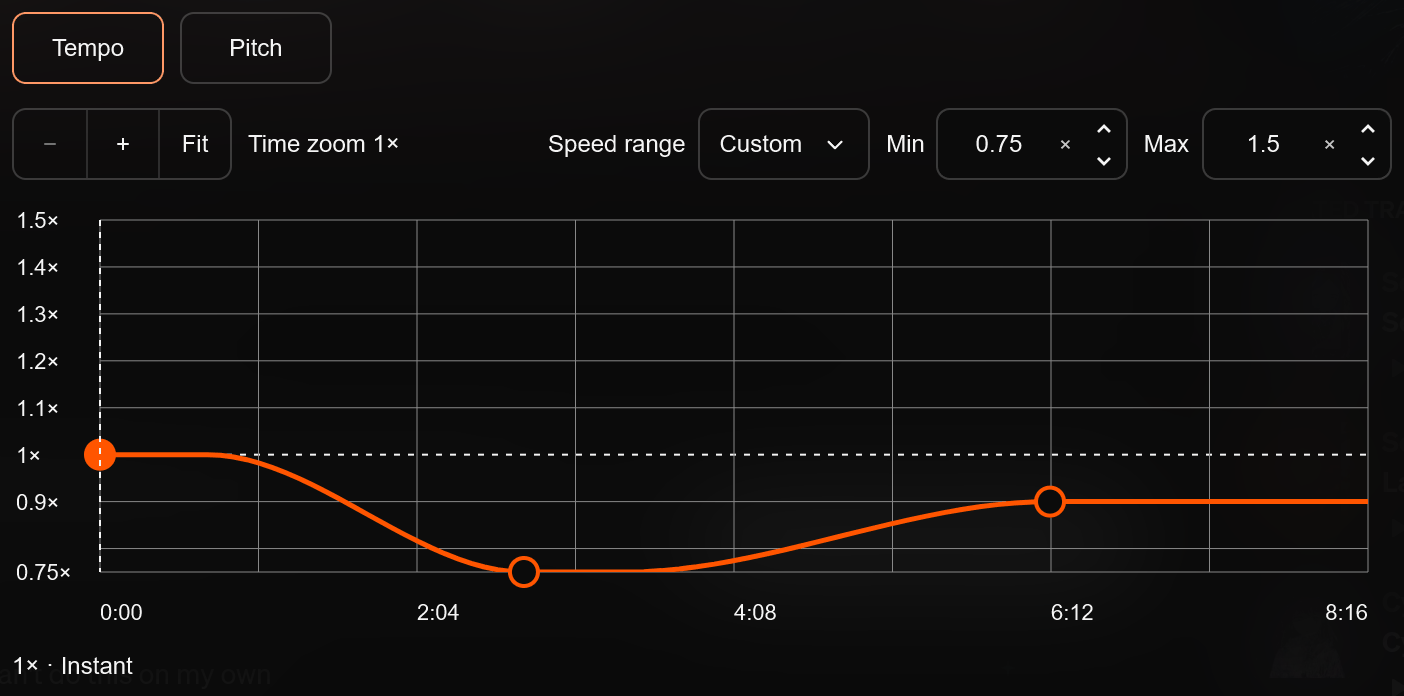 Tempo Pitch
− + Fit Time zoom 1× Speed range Custom Min 0.75 × Max 1.5 ×
1.5×
1.4×
1.3×
1.2×
1.1×
1×
0.9×
0.75×
0:00 2:04 4:08 6:12 8:16
1× · Instant
do this on my own